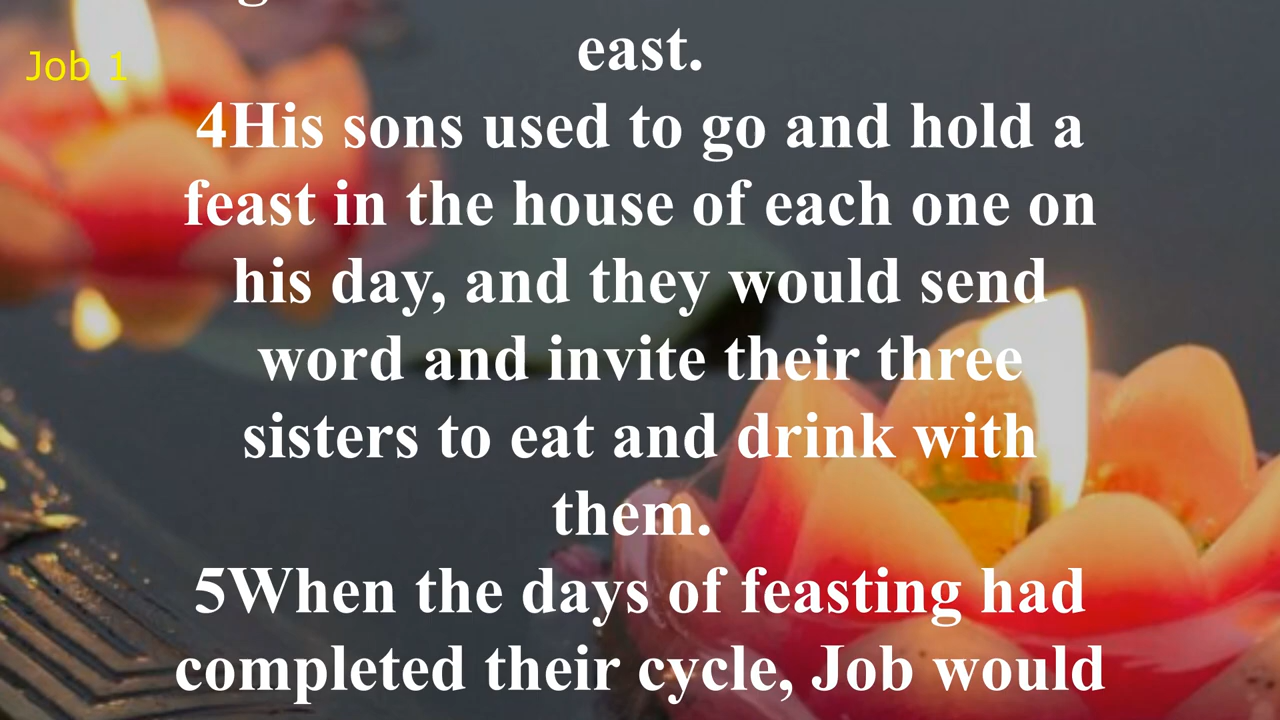 Job 1
east.
4His sons used to go and hold a
feast in the house of each one on
his day, and they would send
word and invite their three
sisters to eat and drink with
them.
5When the days of feasting had
completed their cycle, Job would